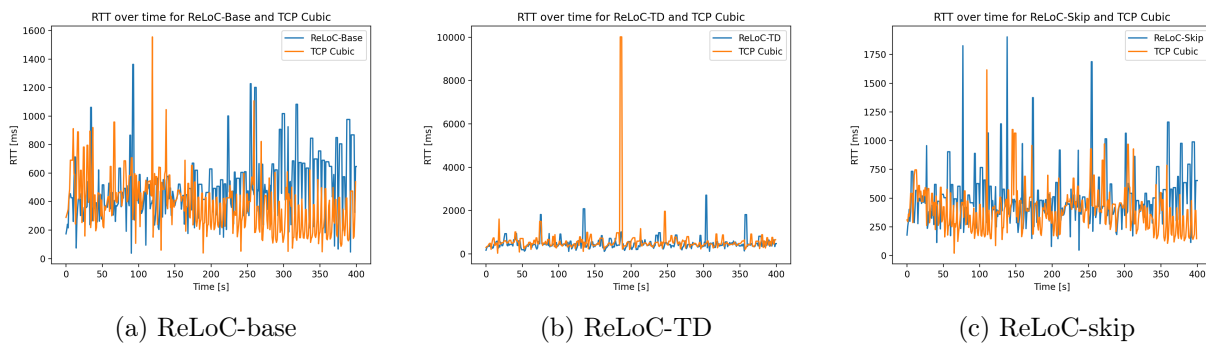 RTT over time for ReLoC-Base and TCP Cubic
ReLoC-Base
TCP Cubic
1600
1400
1200
1000
800
600
400
200
0
RTT [ms]
0 50 100 150 200 250 300 350 400
Time [s]
(a) ReLoC-base
RTT over time for ReLoC-TD and TCP Cubic
ReLoC-TD
TCP Cubic
10000
8000
6000
4000
2000
0
RTT [ms]
0 50 100 150 200 250 300 350 400
Time [s]
(b) ReLoC-TD
RTT over time for ReLoC-Skip and TCP Cubic
ReLoC-Skip
TCP Cubic
1750
1500
1250
1000
750
500
250
0
RTT [ms]
0 50 100 150 200 250 300 350 400
Time [s]
(c) ReLoC-skip